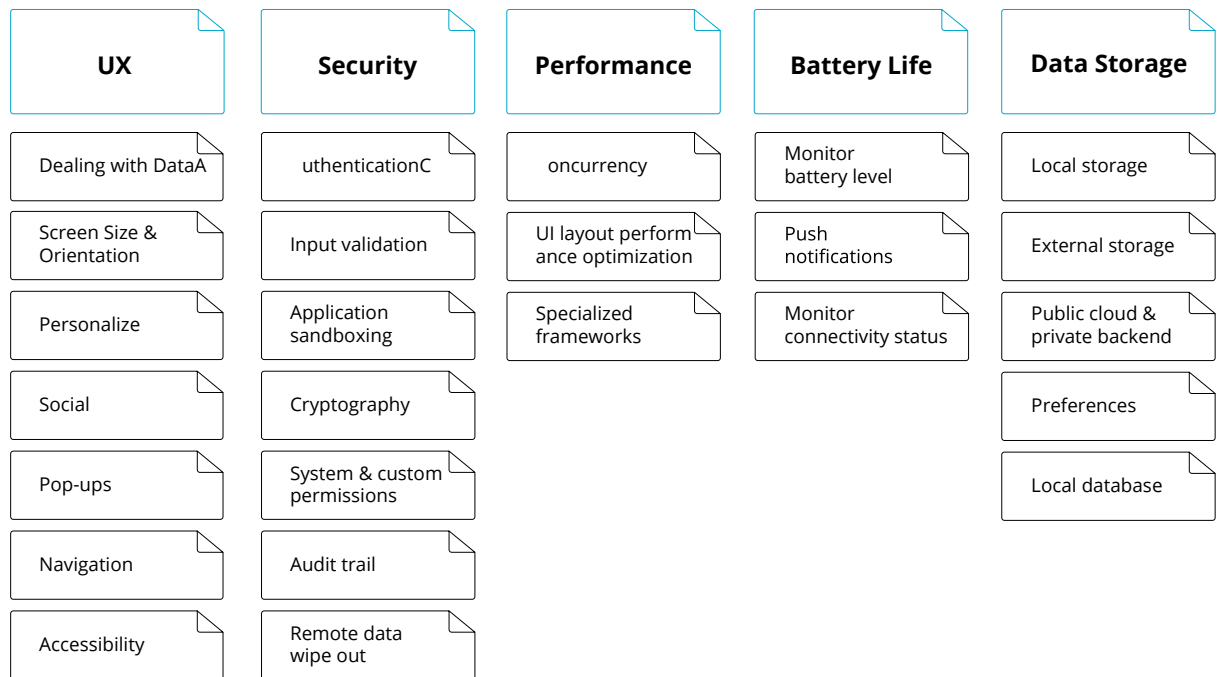 UX
Security
Performance
Battery Life
Data Storage
Dealing with DataA
Screen Size &
Orientation
Personalize
Social
Pop-ups
Navigation
Accessibility
uthenticationC
Input validation
Application
sandboxing
Cryptography
System & custom
permissions
Audit trail
Remote data
wipe out
oncurrency
UI layout perform
ance optimization
Specialized
frameworks
Monitor
battery level
Push
notifications
Monitor
connectivity status
Local storage
External storage
Public cloud &
private backend
Preferences
Local database